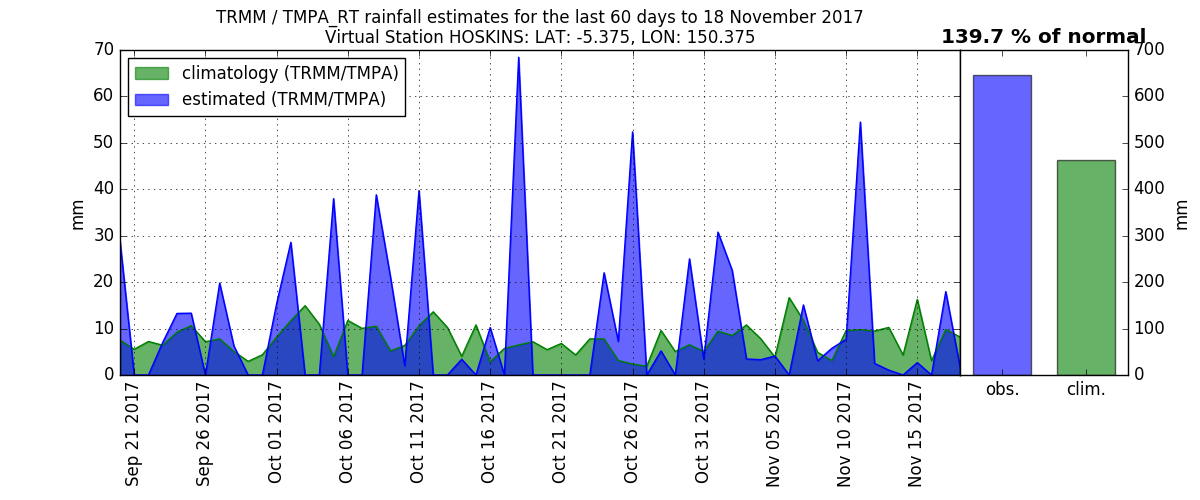 TRMM / TMPA_RT rainfall estimates for the last 60 days to 18 November 2017
Virtual Station HOSKINS: LAT: -5.375, LON: 150.375
139.7 % of normal
climatology (TRMM/TMPA)
estimated (TRMM/TMPA)
70
60
50
40
30
20
10
0
mm
Sep 21 2017
Sep 26 2017
Oct 01 2017
Oct 06 2017
Oct 11 2017
Oct 16 2017
Oct 21 2017
Oct 26 2017
Oct 31 2017
Nov 05 2017
Nov 10 2017
Nov 15 2017
obs.
clim.
700
600
500
400
300
200
100
0
mm